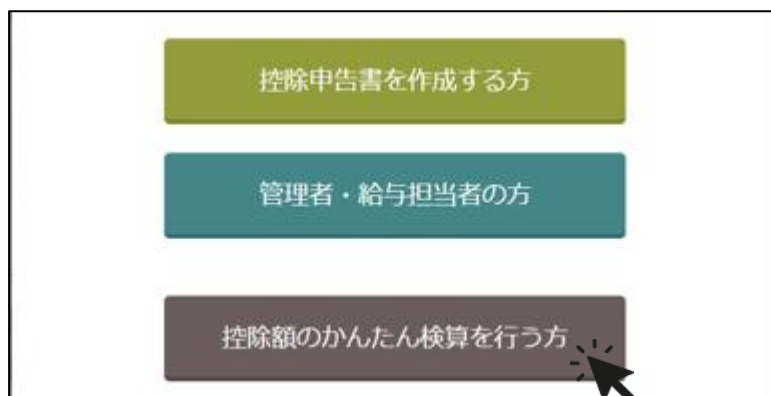 控除申告書を作成する方
管理者・給与担当者の方
控除額のかんたん検算を行う方